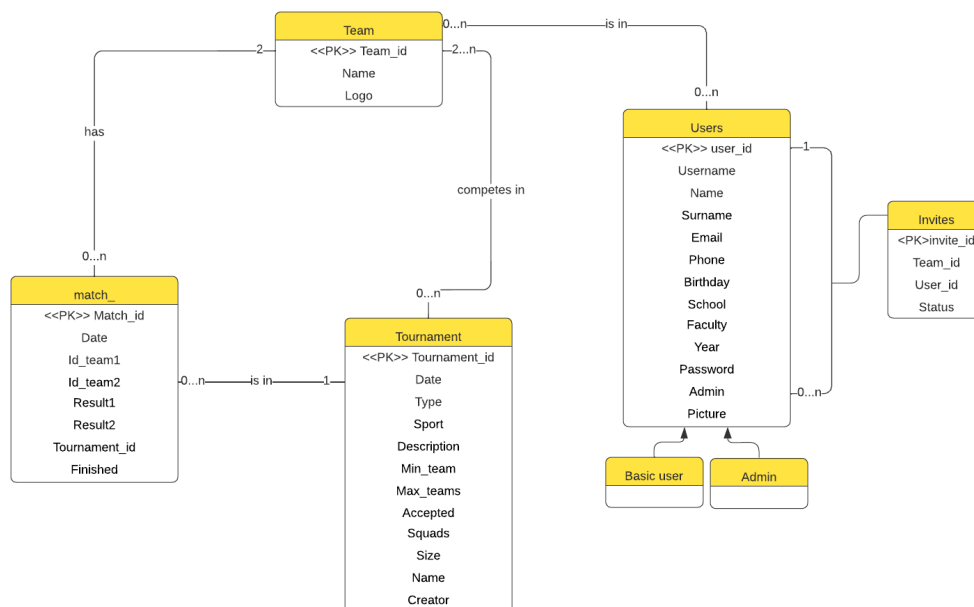 Team
<<PK>> Team_id
Name
Logo
0...n
is in
0...n
2
2...n
has
competes in
0...n
0...n
Users
<<PK>> user_id
Username
Name
Surname
Email
Phone
Birthday
School
Faculty
Year
Password
Admin
Picture
1
0...n
Invites
<PK>invite_id
Team_id
User_id
Status
match_
<<PK>> Match_id
Date
Id_team1
Id_team2
Result1
Result2
Tournament_id
Finished
0...n
is in
1
Tournament
<<PK>> Tournament_id
Date
Type
Sport
Description
Min_team
Max_teams
Accepted
Squads
Size
Name
Creator
Basic user
Admin